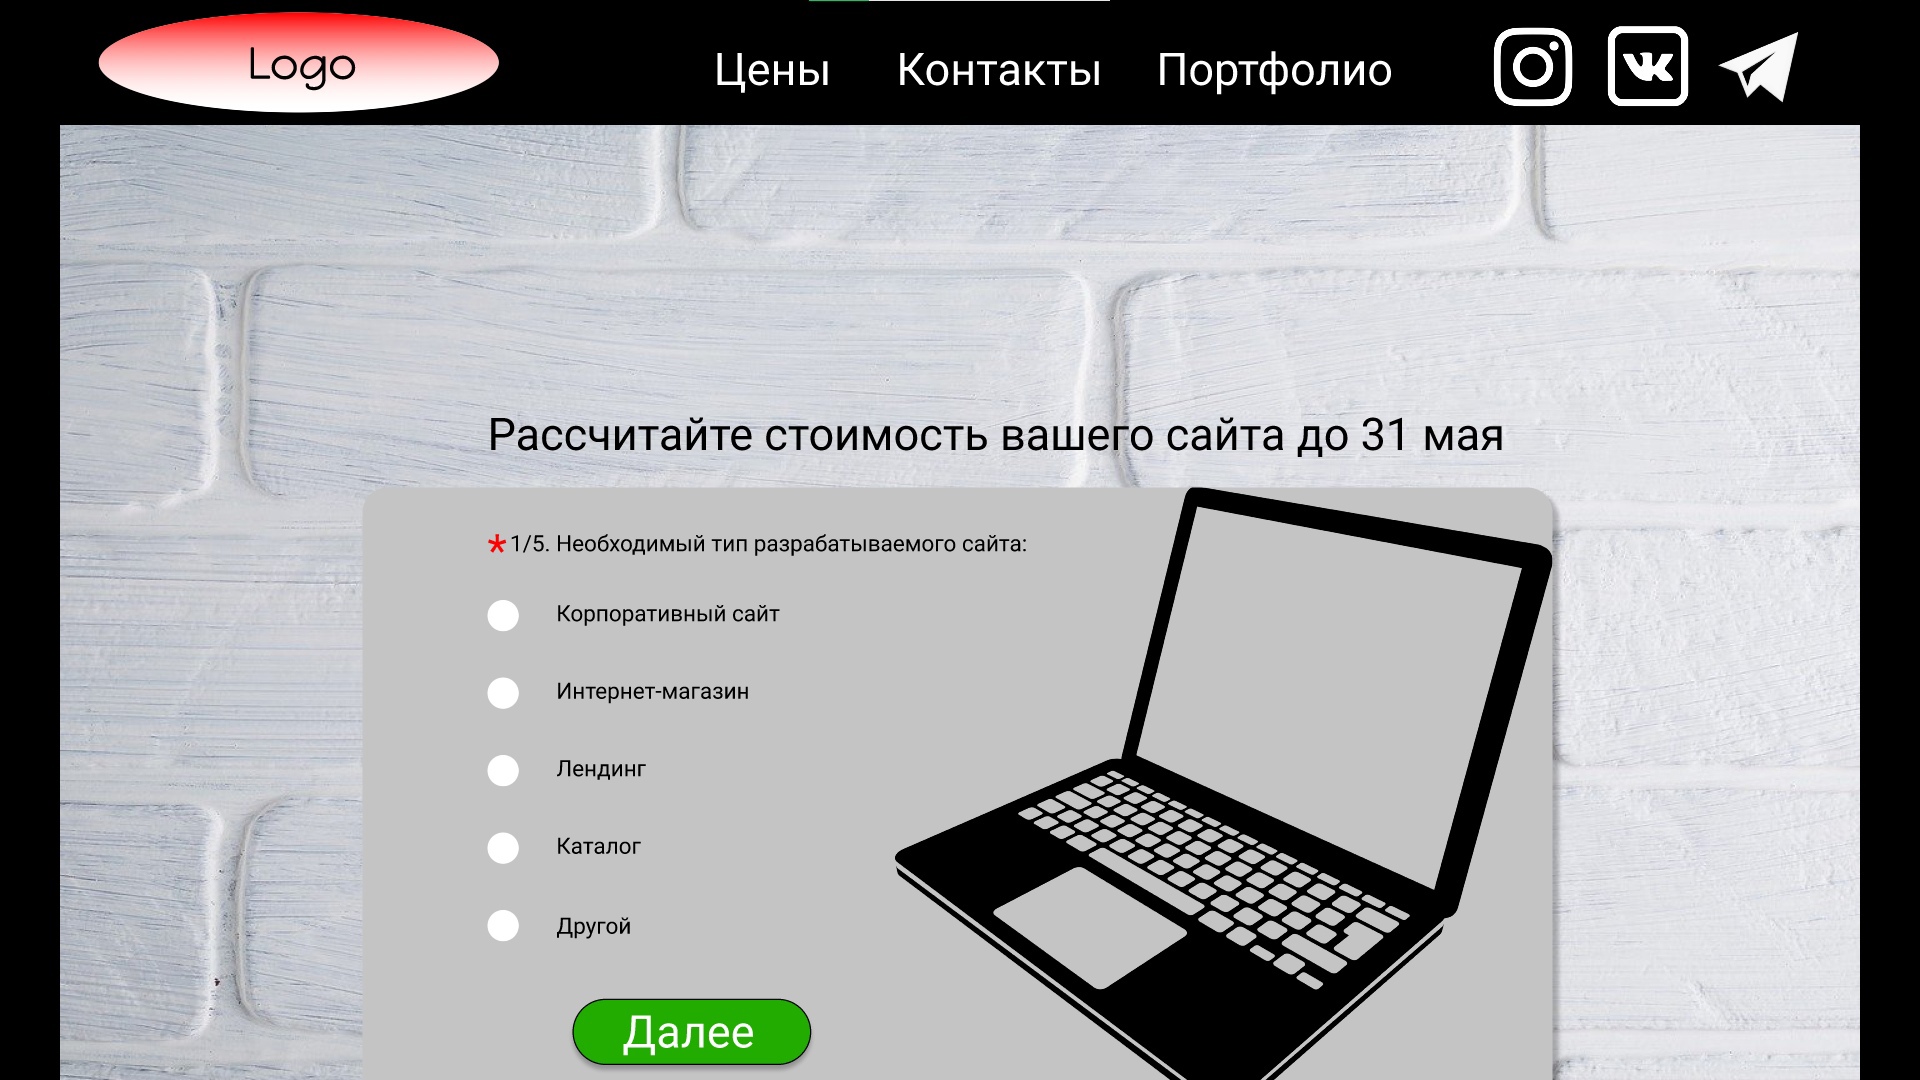 Logo
Цены Контакты Портфолио
Рассчитайте стоимость вашего сайта до 31 мая
*1/5. Необходимый тип разрабатываемого сайта:
Корпоративный сайт
Интернет-магазин
Лендинг
Каталог
Другой
Далее